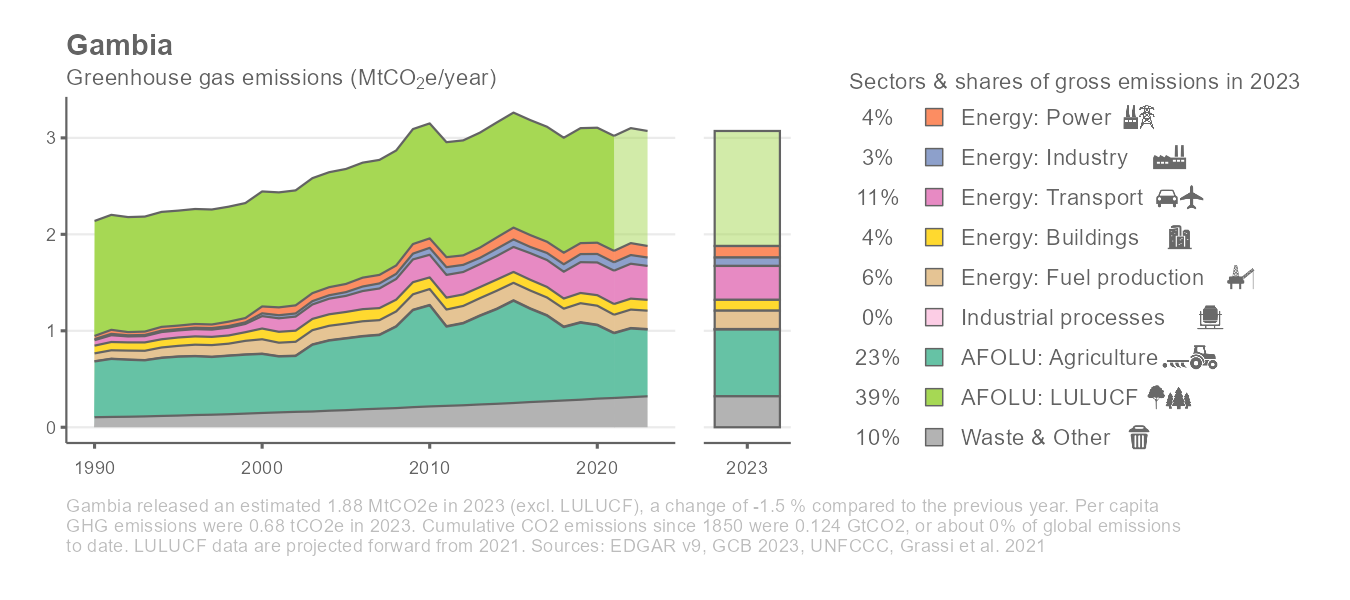 Gambia
Greenhouse gas emissions (MtCO₂e/year)
3
2
1
0
1990
2000
2010
2020
2023
Sectors & shares of gross emissions in 2023
4% Energy: Power
3% Energy: Industry
11% Energy: Transport
4% Energy: Buildings
6% Energy: Fuel production
0% Industrial processes
23% AFOLU: Agriculture
39% AFOLU: LULUCF
10% Waste & Other
Gambia released an estimated 1.88 MtCO2e in 2023 (excl. LULUCF), a change of -1.5 % compared to the previous year. Per capita
GHG emissions were 0.68 tCO2e in 2023. Cumulative CO2 emissions since 1850 were 0.124 GtCO2, or about 0% of global emissions
to date. LULUCF data are projected forward from 2021. Sources: EDGAR v9, GCB 2023, UNFCCC, Grassi et al. 2021